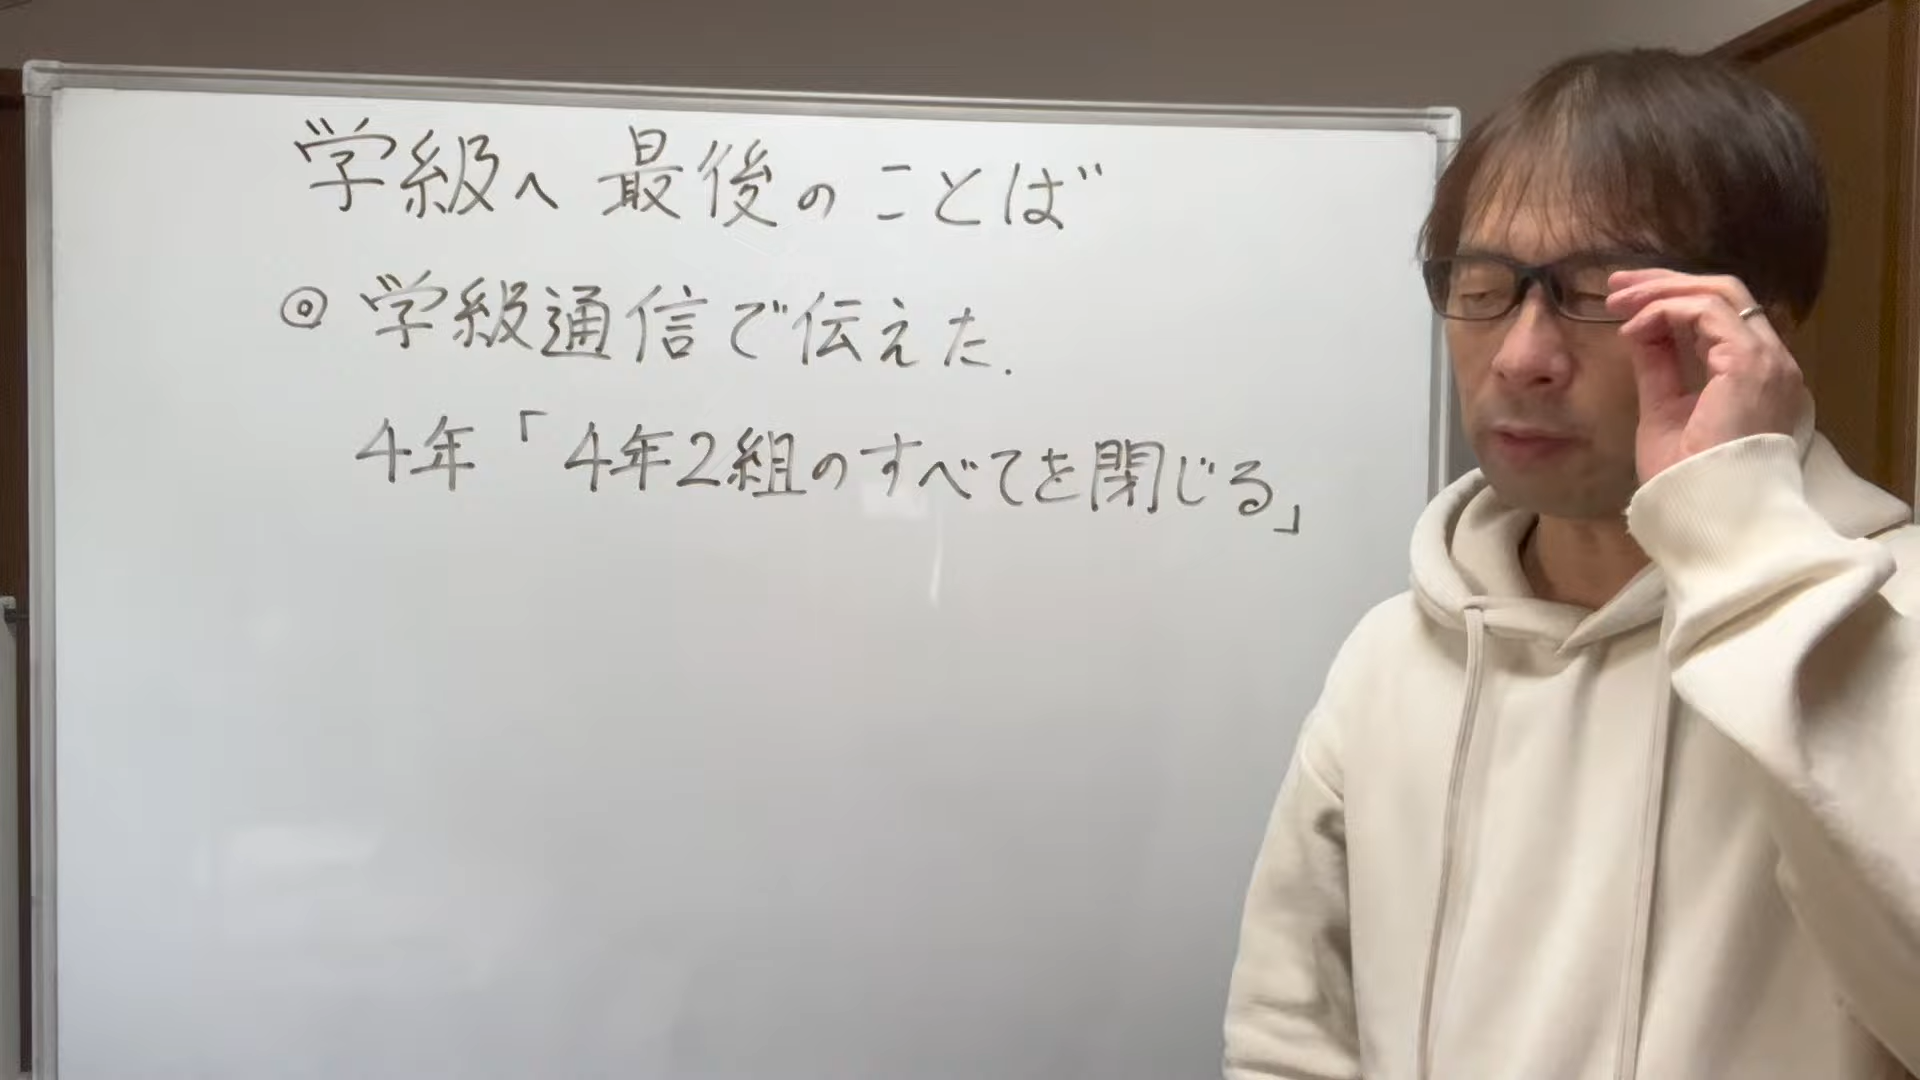 学級へ 最後のことば
◎ 学級通信で伝えた.
4年「4年2組のすべてを閉じる」